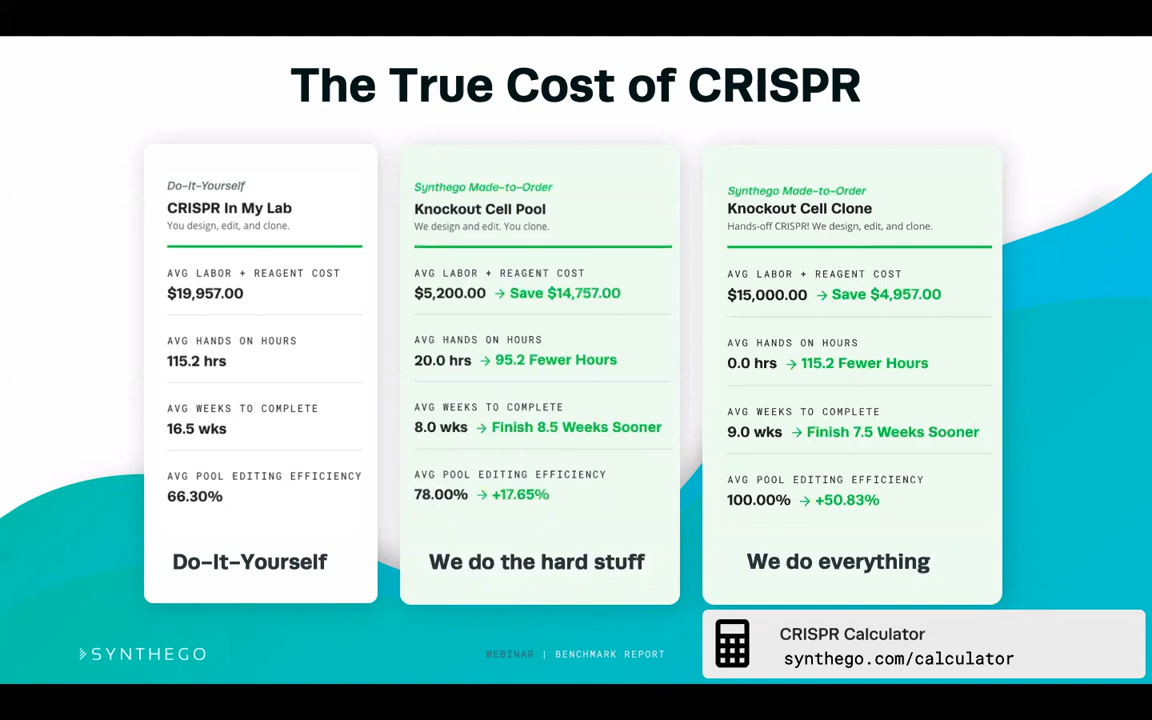 The True Cost of CRISPR
Do-It-Yourself
CRISPR In My Lab
You design, edit, and clone.
AVG LABOR + REAGENT COST
$19,957.00
AVG HANDS ON HOURS
115.2 hrs
AVG WEEKS TO COMPLETE
16.5 wks
AVG POOL EDITING EFFICIENCY
66.30%
Do-It-Yourself
Synthego Made-to-Order
Knockout Cell Pool
We design and edit. You clone.
AVG LABOR + REAGENT COST
$5,200.00 → Save $14,757.00
AVG HANDS ON HOURS
20.0 hrs → 95.2 Fewer Hours
AVG WEEKS TO COMPLETE
8.0 wks → Finish 8.5 Weeks Sooner
AVG POOL EDITING EFFICIENCY
78.00% → +17.65%
We do the hard stuff
Synthego Made-to-Order
Knockout Cell Clone
Hands-off CRISPR! We design, edit, and clone.
AVG LABOR + REAGENT COST
$15,000.00 → Save $4,957.00
AVG HANDS ON HOURS
0.0 hrs → 115.2 Fewer Hours
AVG WEEKS TO COMPLETE
9.0 wks → Finish 7.5 Weeks Sooner
AVG POOL EDITING EFFICIENCY
100.00% → +50.83%
We do everything
SYNTHEGO
WEBINAR | BENCHMARK REPORT
CRISPR Calculator
synthego.com/calculator